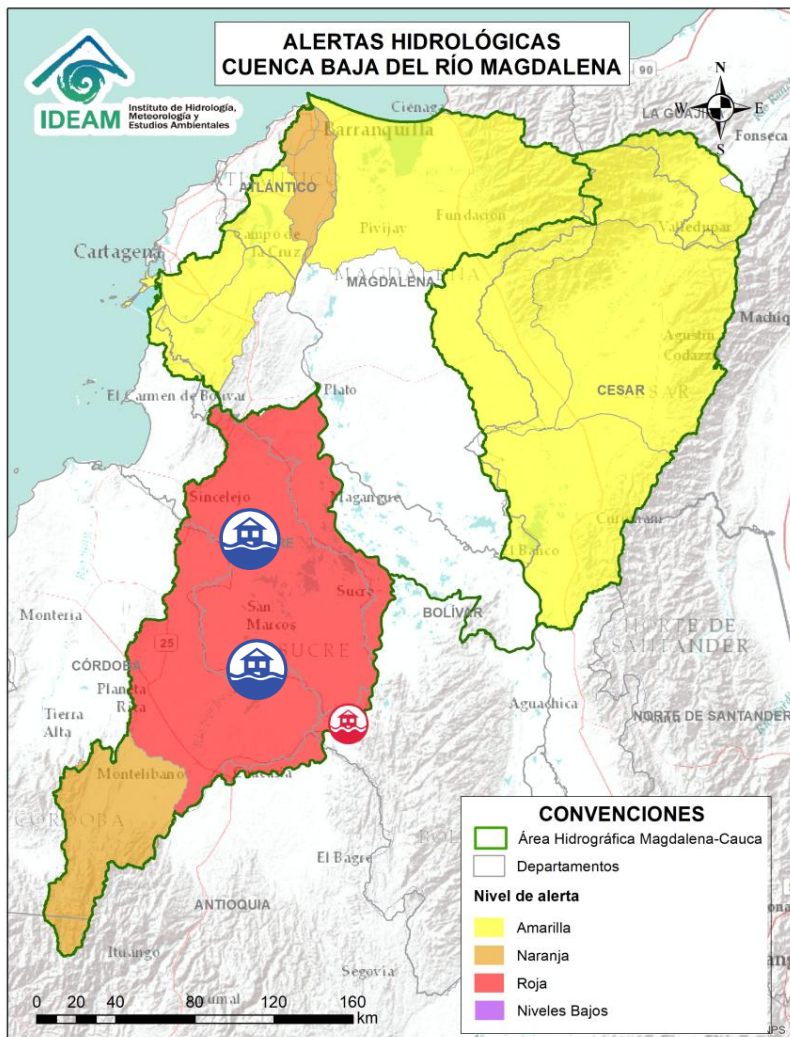 ALERTAS HIDROLÓGICAS
CUENCA BAJA DEL RÍO MAGDALENA
IDEAM
Instituto de Hidrología,
Meteorología y
Estudios Ambientales
N
W
E
S
90
Ciénaga
LA GUAJIRA
Fonseca
Barranquilla
ATLÁNTICO
Fundación
Valledupar
Pivijay
Campo de
la Cruz
Cartagena
MAGDALENA
MAGDALENA
Agustín
Codazzi
CESAR
El Carmen de Bolívar
Plato
Sincelejo
Magangué
Curumaní
El Banco
Sucre
San
Marcos
BOLÍVAR
Montería
25
SUCRE
NORTE DE
SANTANDER
CÓRDOBA
Planeta
Rica
Aguachica
Tierra
Alta
NORTE DE SANTANDER
Montelíbano
CÓRDOBA
El Bagre
ANTIOQUIA
Ituango
Segovia
CONVENCIONES
Área Hidrográfica Magdalena-Cauca
Departamentos
Nivel de alerta
Amarilla
Naranja
Roja
Niveles Bajos
0 20 40 80 120 160
km